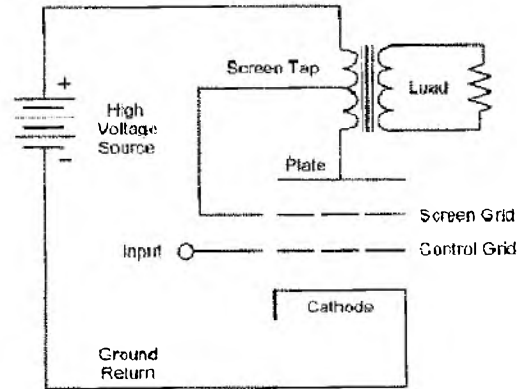 Screen Tap
+
High
Voltage
Source
−
Load
Plate
Screen Grid
Input
Control Grid
Cathode
Ground
Return